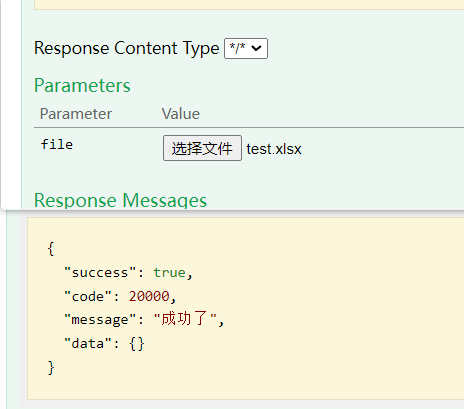 Response Content Type */*
Parameters
Parameter Value
file 选择文件 test.xlsx
Response Messages
{
"success": true,
"code": 20000,
"message": "成功了",
"data": {}
}